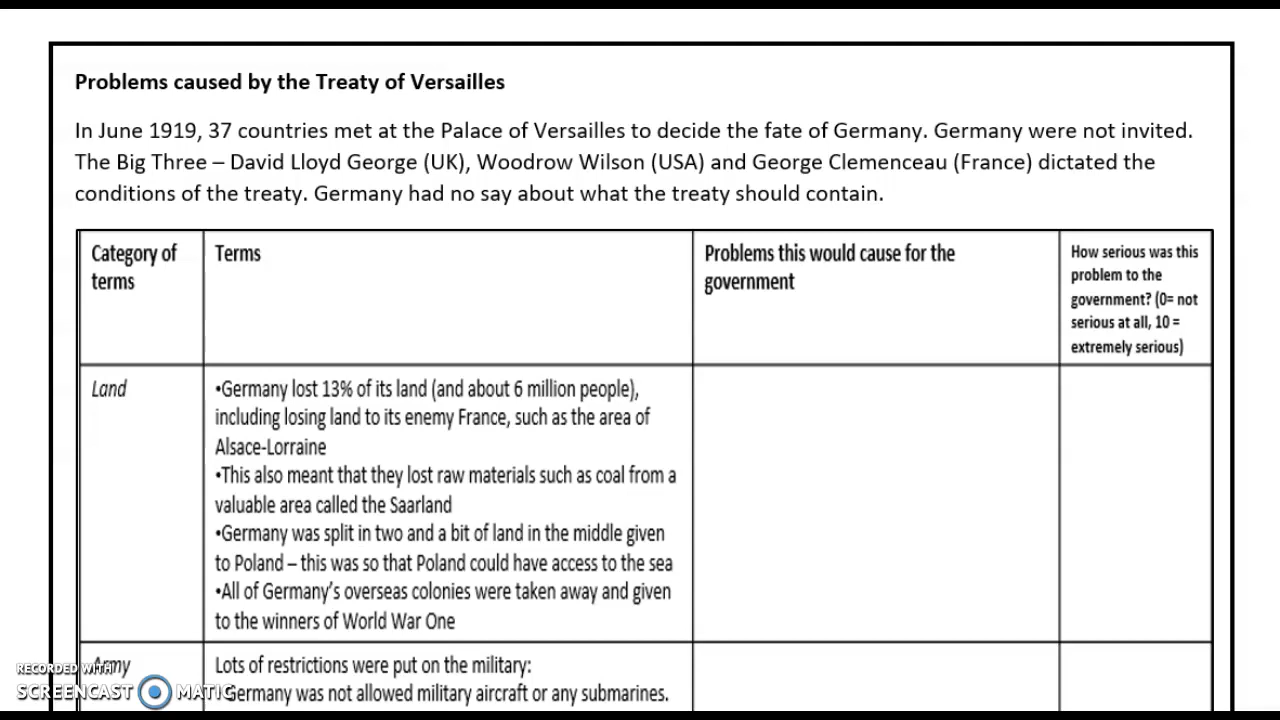 Problems caused by the Treaty of Versailles
In June 1919, 37 countries met at the Palace of Versailles to decide the fate of Germany. Germany were not invited.
The Big Three – David Lloyd George (UK), Woodrow Wilson (USA) and George Clemenceau (France) dictated the
conditions of the treaty. Germany had no say about what the treaty should contain.
Category of
terms
Terms
Problems this would cause for the
government
How serious was this
problem to the
government? (0= not
serious at all, 10 =
extremely serious)
Land
•Germany lost 13% of its land (and about 6 million people),
including losing land to its enemy France, such as the area of
Alsace-Lorraine
•This also meant that they lost raw materials such as coal from a
valuable area called the Saarland
•Germany was split in two and a bit of land in the middle given
to Poland – this was so that Poland could have access to the sea
•All of Germany's overseas colonies were taken away and given
to the winners of World War One
Army
Lots of restrictions were put on the military:
Germany was not allowed military aircraft or any submarines.
RECORDED WITH
SCREENCAST MATIC